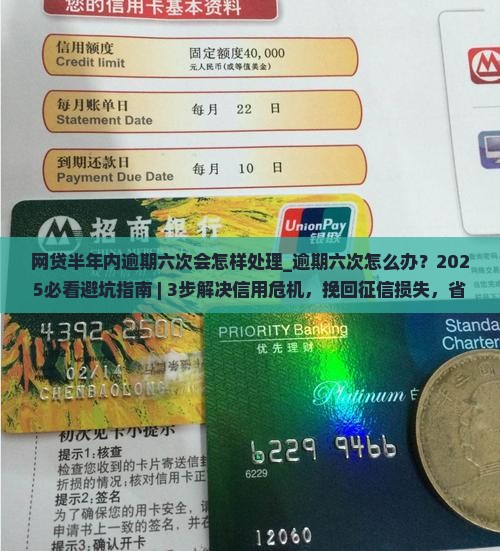 您的信用卡基本资料
信用额度
Credit limit
固定额度40,000
元人民币(或等值美金)
每月账单日
Statement Date
每月 22 日
到期还款日
Payment Due Date
每月 10 日
招商银行
CHINA MERCHANTS
UnionPay
银联
网贷半年内逾期六次会怎样处理_逾期六次怎么办？202
5必看避坑指南 | 3步解决信用危机，挽回征信损失，省
4392 2500
02/14
CHENBAOLONG
PRIORITY Banking
优先理财
Standa
Charter
Platinum 白
6229 9466
6229
12060
初次见卡小提示
提示1:核查
检查您收到的卡片寄送信封
折损的情况;核对信用卡正
提示2:签名
为了确保您的用卡安全，请
申请书上一致的签名，并在
提示3:确认开卡